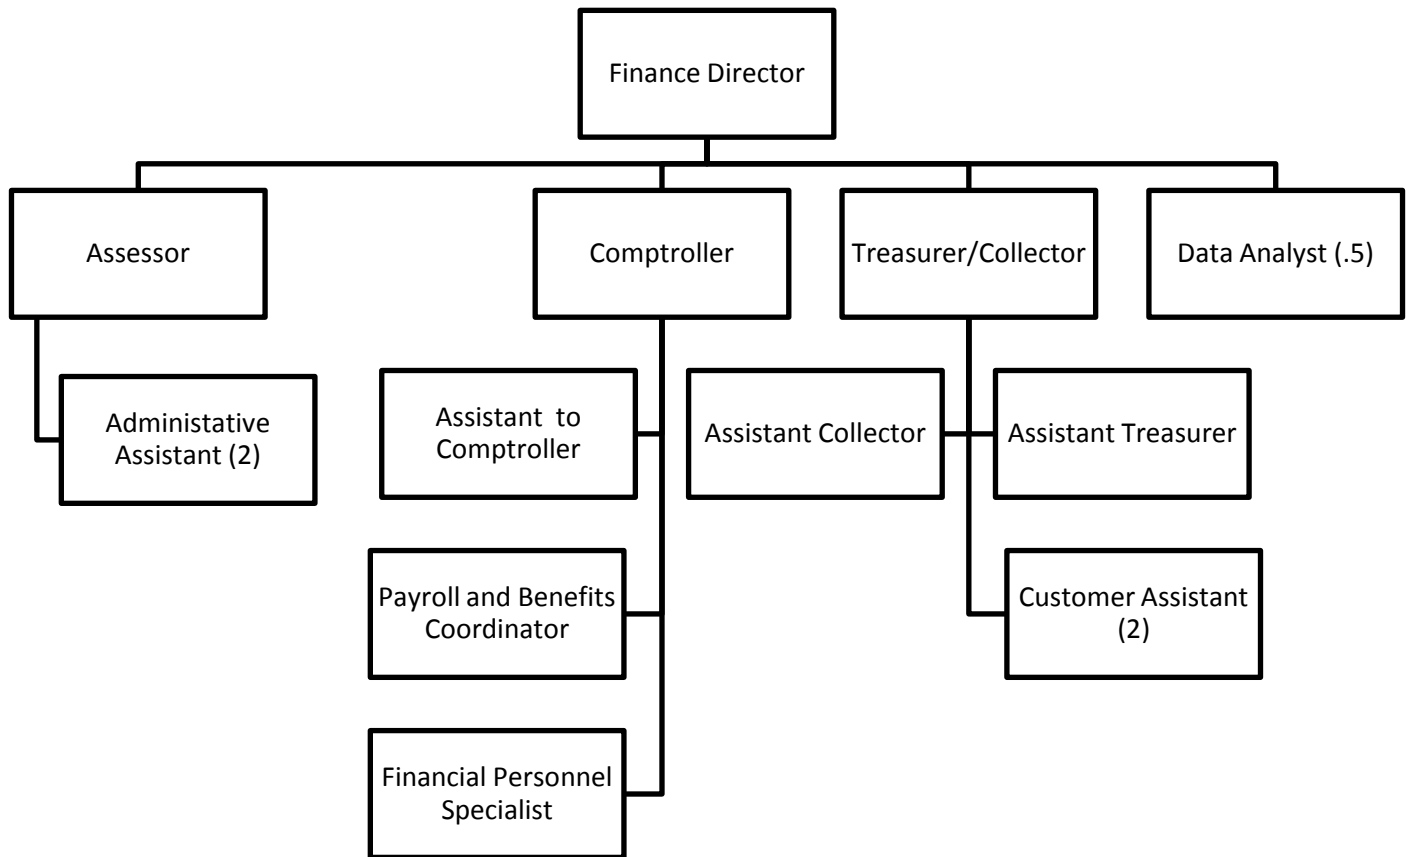 Finance Director
Assessor
Comptroller
Treasurer/Collector
Data Analyst (.5)
Administative
Assistant (2)
Assistant to
Comptroller
Assistant Collector
Assistant Treasurer
Payroll and Benefits
Coordinator
Customer Assistant
(2)
Financial Personnel
Specialist